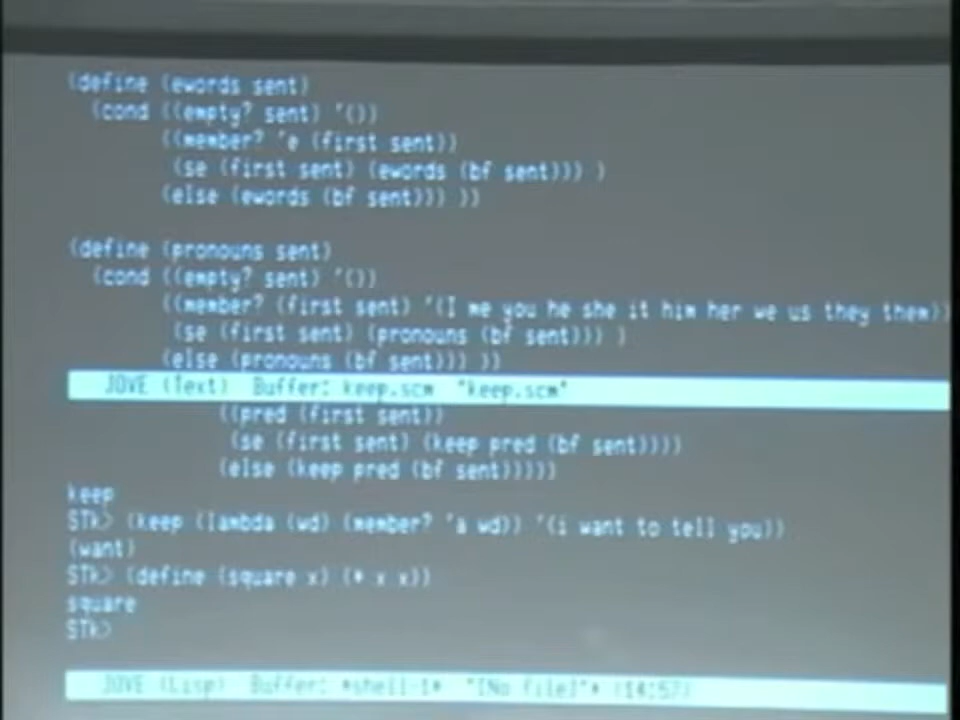 (define (ewords sent)
(cond ((empty? sent) '())
((member? 'e (first sent))
(se (first sent) (ewords (bf sent))) )
(else (ewords (bf sent))) ))
(define (pronouns sent)
(cond ((empty? sent) '())
((member? (first sent) '(I me you he she it him her we us they them))
(se (first sent) (pronouns (bf sent))) )
(else (pronouns (bf sent))) ))
JOVE (Text) Buffer: keep.scm "keep.scm"
((pred (first sent))
(se (first sent) (keep pred (bf sent))))
(else (keep pred (bf sent)))))
keep
STk> (keep (lambda (wd) (member? 'a wd)) '(i want to tell you))
(want)
STk> (define (square x) (* x x))
square
STk>
JOVE (Lisp) Buffer: *shell-1* "[No file]"* (14:57)